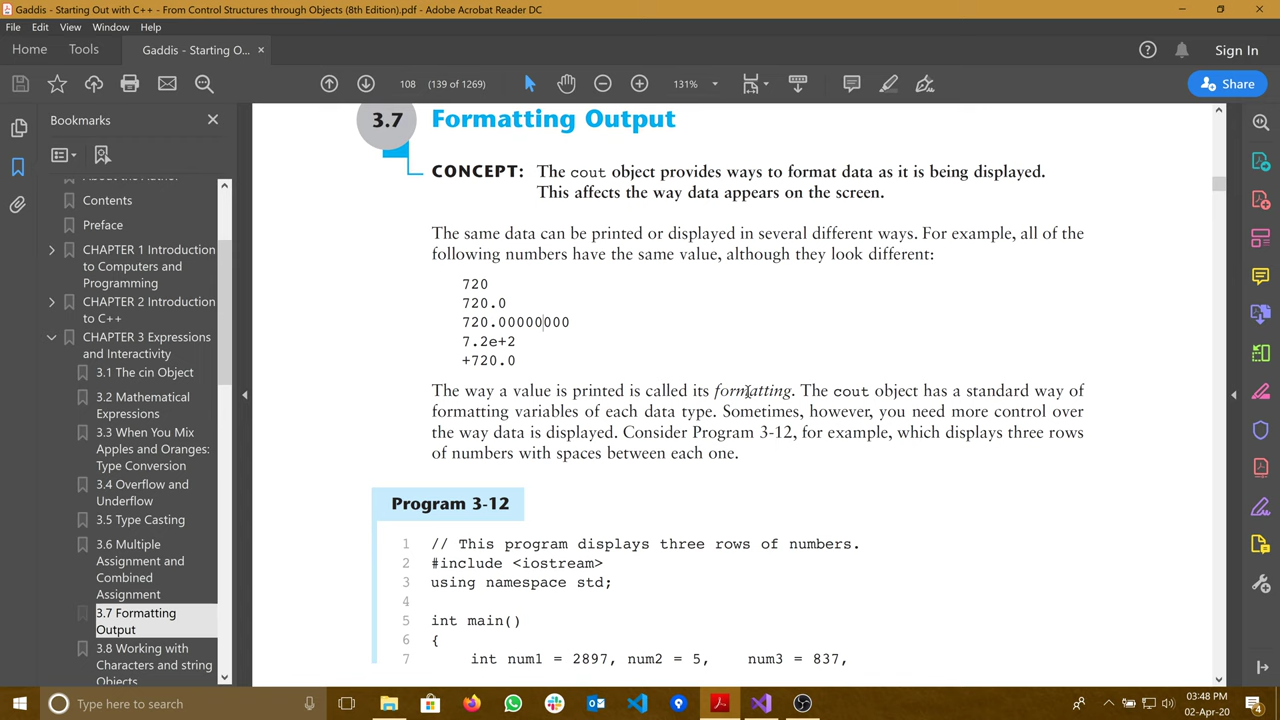 Gaddis - Starting Out with C++ - From Control Structures through Objects (8th Edition).pdf - Adobe Acrobat Reader DC
File Edit View Window Help
Home Tools Gaddis - Starting O... × Sign In
108 (139 of 1269) 131% Share
Bookmarks
Contents
Preface
CHAPTER 1 Introduction
to Computers and
Programming
CHAPTER 2 Introduction
to C++
CHAPTER 3 Expressions
and Interactivity
3.1 The cin Object
3.2 Mathematical
Expressions
3.3 When You Mix
Apples and Oranges:
Type Conversion
3.4 Overflow and
Underflow
3.5 Type Casting
3.6 Multiple
Assignment and
Combined
Assignment
3.7 Formatting
Output
3.8 Working with
Characters and string
Objects
3.7 Formatting Output
CONCEPT: The cout object provides ways to format data as it is being displayed.
This affects the way data appears on the screen.
The same data can be printed or displayed in several different ways. For example, all of the
following numbers have the same value, although they look different:
720
720.0
720.00000000
7.2e+2
+720.0
The way a value is printed is called its formatting. The cout object has a standard way of
formatting variables of each data type. Sometimes, however, you need more control over
the way data is displayed. Consider Program 3-12, for example, which displays three rows
of numbers with spaces between each one.
Program 3-12
1 // This program displays three rows of numbers.
2 #include <iostream>
3 using namespace std;
4
5 int main()
6 {
7 int num1 = 2897, num2 = 5, num3 = 837,
Type here to search
03:48 PM
02-Apr-20
4